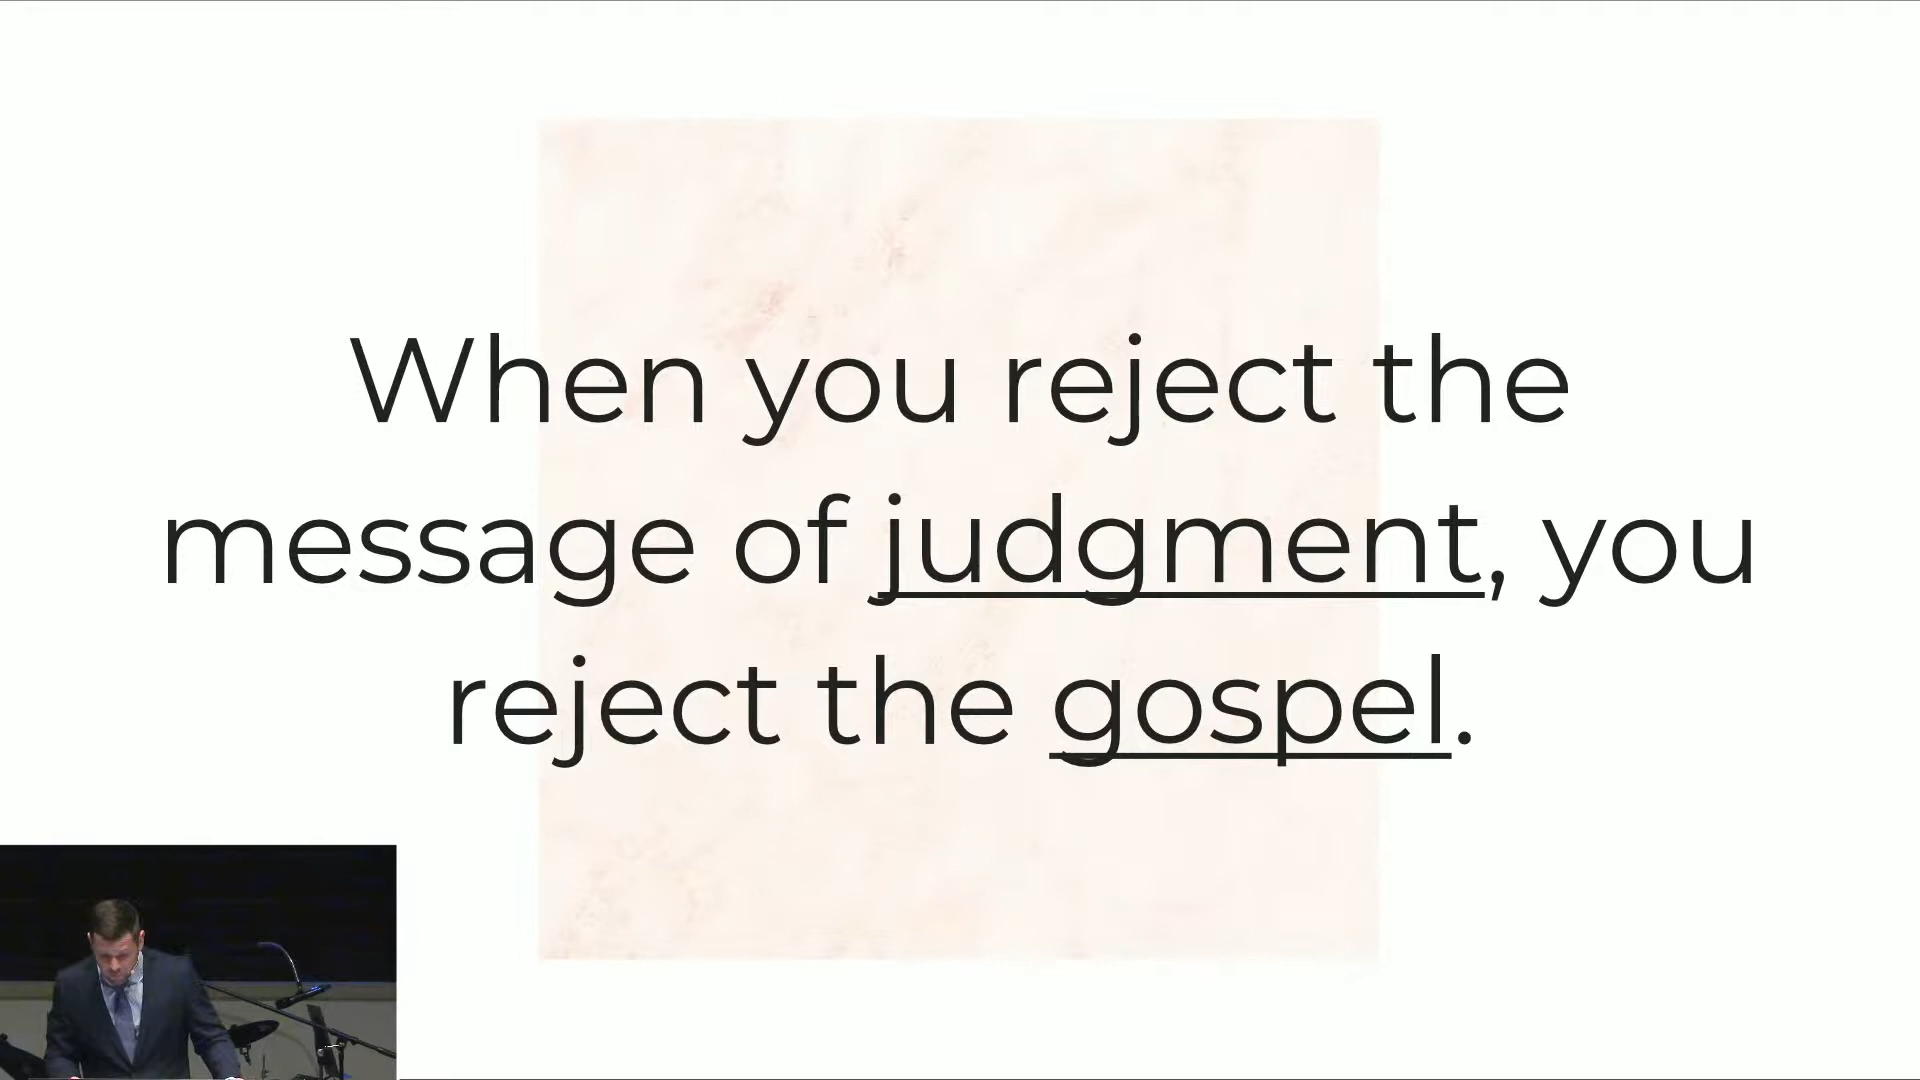 When you reject the
message of judgment, you
reject the gospel.